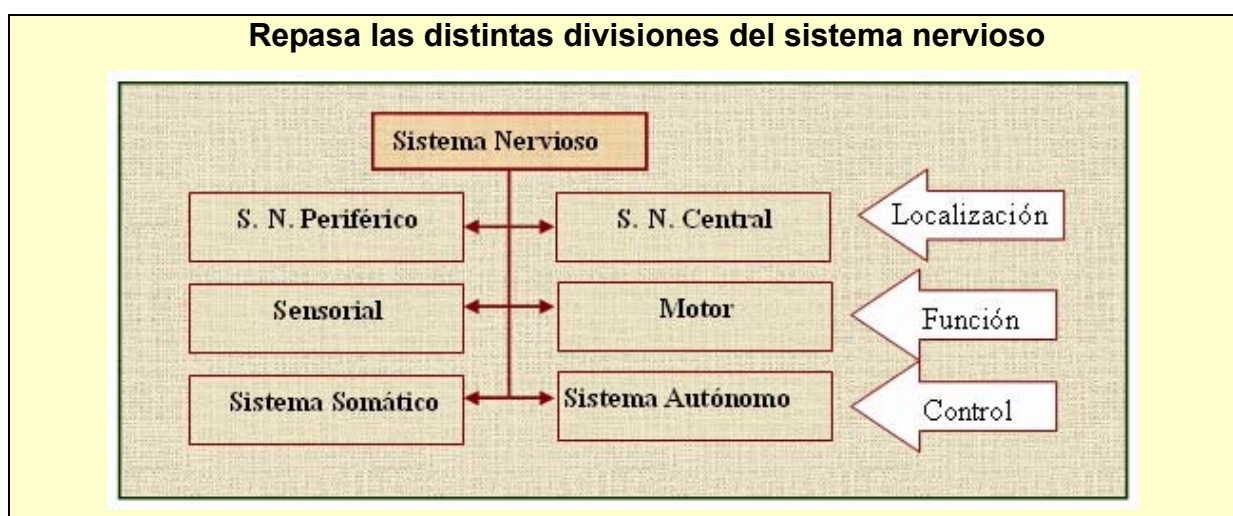 Repasa las distintas divisiones del sistema nervioso
Sistema Nervioso
S. N. Periférico
S. N. Central
Localización
Sensorial
Motor
Función
Sistema Somático
Sistema Autónomo
Control